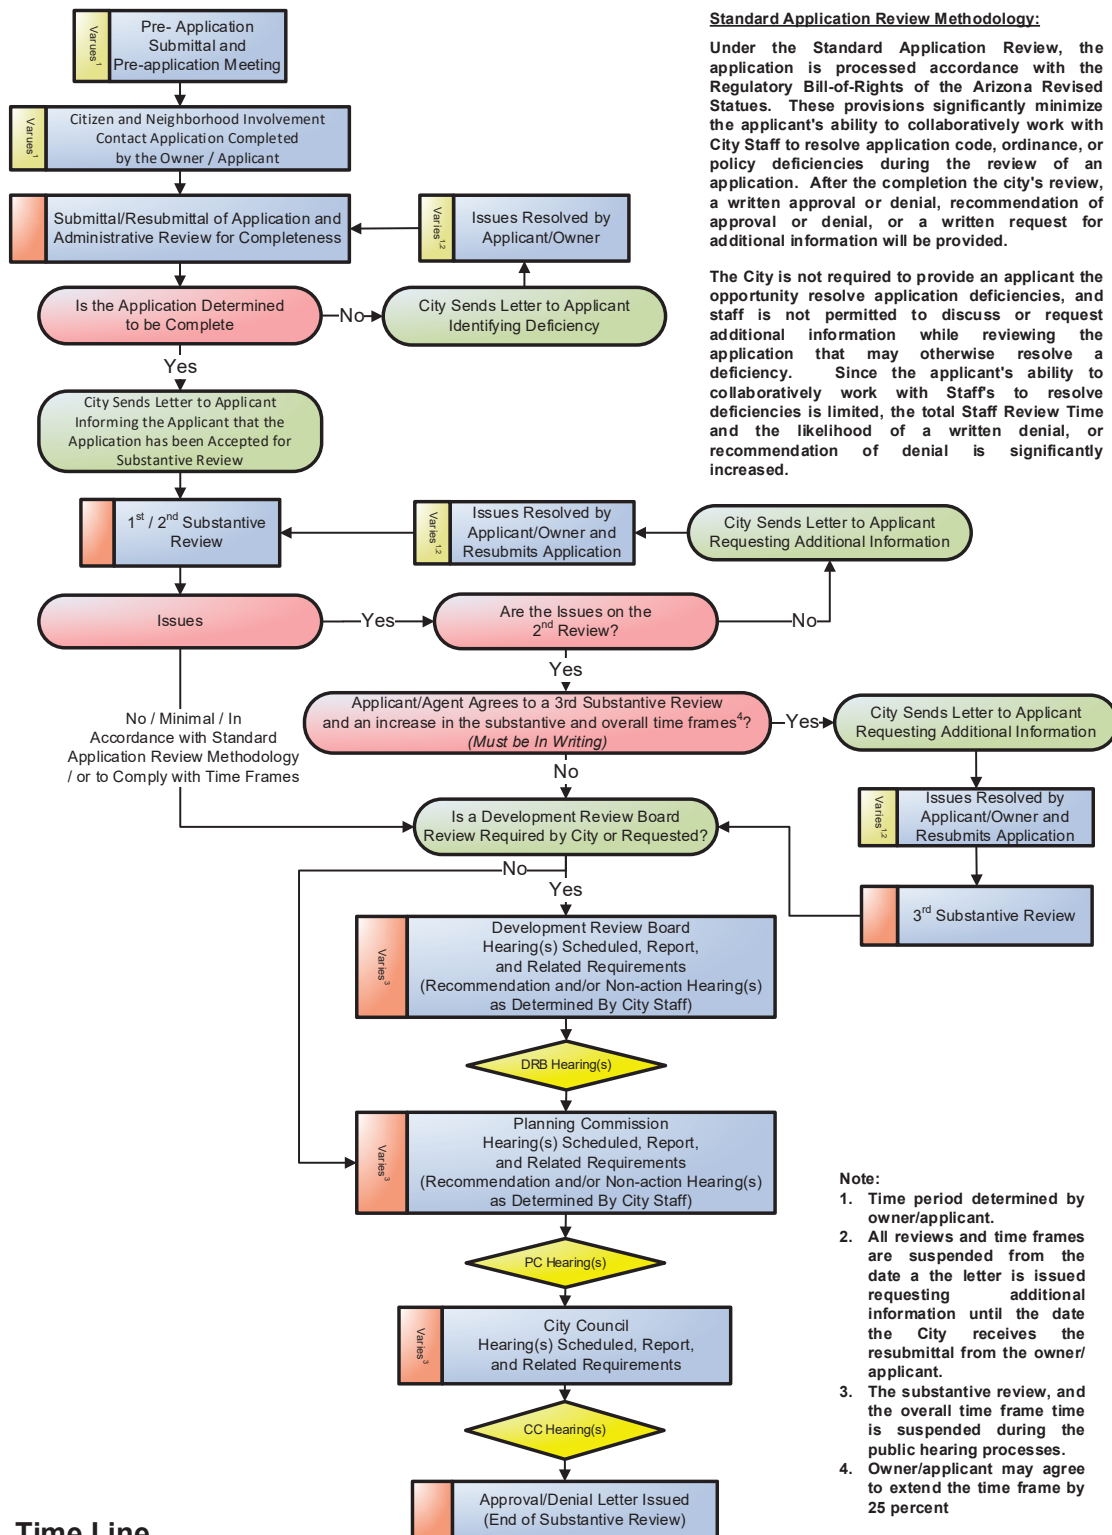 Pre- Application
Submittal and
Pre-application Meeting
Varues1
Citizen and Neighborhood Involvement
Contact Application Completed
by the Owner / Applicant
Varues1
Submittal/Resubmittal of Application and
Administrative Review for Completeness
Issues Resolved by
Applicant/Owner
Varies1,2
Is the Application Determined
to be Complete
No
City Sends Letter to Applicant
Identifying Deficiency
Yes
City Sends Letter to Applicant
Informing the Applicant that the
Application has been Accepted for
Substantive Review
1st / 2nd Substantive
Review
Varies1,2
Issues Resolved by
Applicant/Owner and
Resubmits Application
City Sends Letter to Applicant
Requesting Additional Information
Issues
Yes
Are the Issues on the
2nd Review?
No
Yes
No / Minimal / In
Accordance with Standard
Application Review Methodology
/ or to Comply with Time Frames
Applicant/Agent Agrees to a 3rd Substantive Review
and an increase in the substantive and overall time frames4?
(Must be In Writing)
Yes
City Sends Letter to Applicant
Requesting Additional Information
No
Varies1,2
Issues Resolved by
Applicant/Owner and
Resubmits Application
Is a Development Review Board
Review Required by City or Requested?
3rd Substantive Review
No
Yes
Varies3
Development Review Board
Hearing(s) Scheduled, Report,
and Related Requirements
(Recommendation and/or Non-action Hearing(s)
as Determined By City Staff)
DRB Hearing(s)
Varies3
Planning Commission
Hearing(s) Scheduled, Report,
and Related Requirements
(Recommendation and/or Non-action Hearing(s)
as Determined By City Staff)
PC Hearing(s)
Varies3
City Council
Hearing(s) Scheduled, Report,
and Related Requirements
CC Hearing(s)
Approval/Denial Letter Issued
(End of Substantive Review)
Time Line
Standard Application Review Methodology:
Under the Standard Application Review, the
application is processed accordance with the
Regulatory Bill-of-Rights of the Arizona Revised
Statues. These provisions significantly minimize
the applicant's ability to collaboratively work with
City Staff to resolve application code, ordinance, or
policy deficiencies during the review of an
application. After the completion the city's review,
a written approval or denial, recommendation of
approval or denial, or a written request for
additional information will be provided.
The City is not required to provide an applicant the
opportunity resolve application deficiencies, and
staff is not permitted to discuss or request
additional information while reviewing the
application that may otherwise resolve a
deficiency. Since the applicant's ability to
collaboratively work with Staff's to resolve
deficiencies is limited, the total Staff Review Time
and the likelihood of a written denial, or
recommendation of denial is significantly
increased.
Note:
1. Time period determined by
owner/applicant.
2. All reviews and time frames
are suspended from the
date a the letter is issued
requesting additional
information until the date
the City receives the
resubmittal from the owner/
applicant.
3. The substantive review, and
the overall time frame time
is suspended during the
public hearing processes.
4. Owner/applicant may agree
to extend the time frame by
25 percent